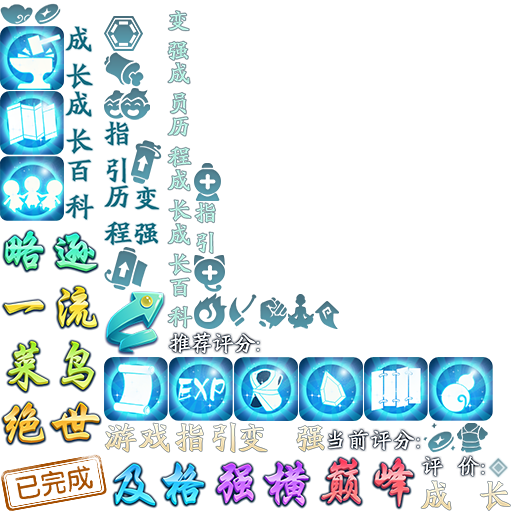 成长
成长
百科
指引
历程
变强
变强
成员
历程
成长
成长
百科
指引
略逊
一流
菜鸟
绝世
推荐评分:
EXP
游戏指引
变强
当前评分:
评价:
成长
已完成
及格
强横
巅峰